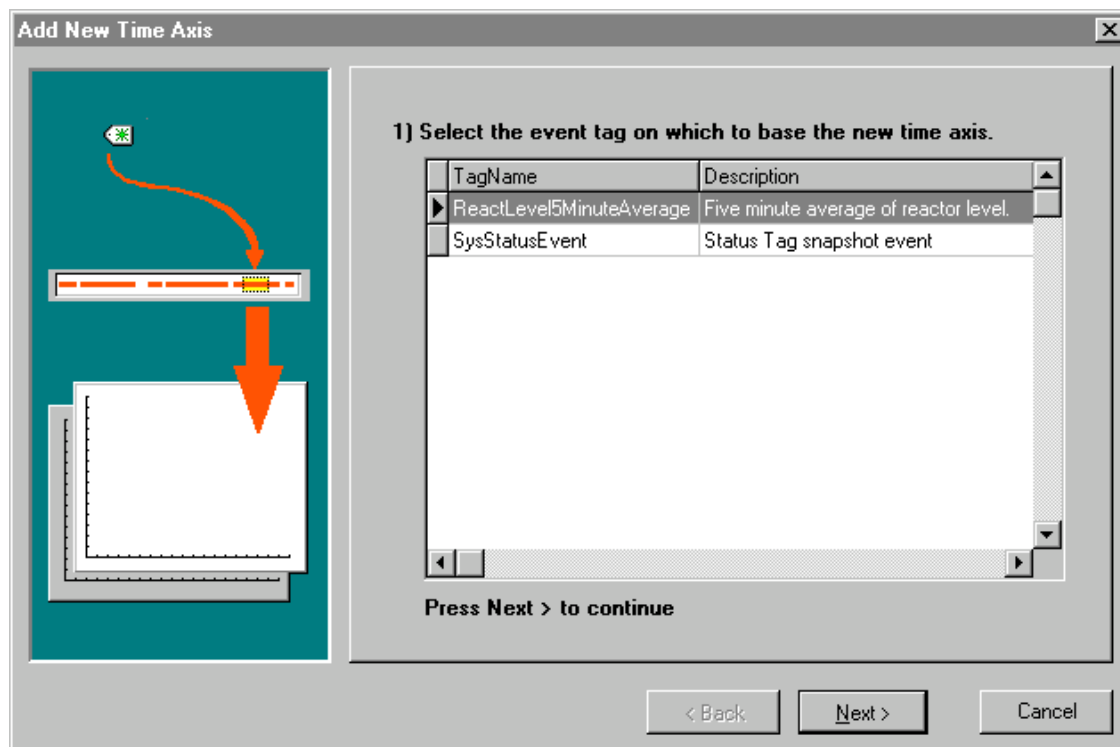 Add New Time Axis
1) Select the event tag on which to base the new time axis.
TagName Description
ReactLevel5MinuteAverage Five minute average of reactor level.
SysStatusEvent Status Tag snapshot event
Press Next > to continue
< Back Next > Cancel